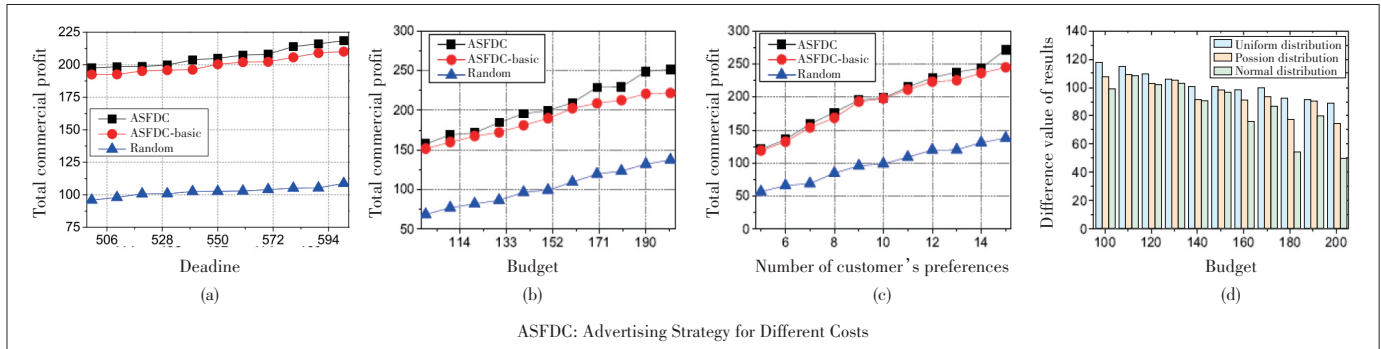 Total commercial profit
225
200
175
150
125
100
75
ASFDC
ASFDC-basic
Random
506 528 550 572 594
Deadine
(a)
Total commercial profit
300
250
200
150
100
50
ASFDC
ASFDC-basic
Random
114 133 152 171 190
Budget
(b)
Total commercial profit
300
250
200
150
100
50
0
ASFDC
ASFDC-basic
Random
6 8 10 12 14
Number of customer’s preferences
(c)
Difference value of results
140
120
100
80
60
40
20
0
Uniform distribution
Possion distribution
Normal distribution
100 120 140 160 180 200
Budget
(d)
ASFDC: Advertising Strategy for Different Costs